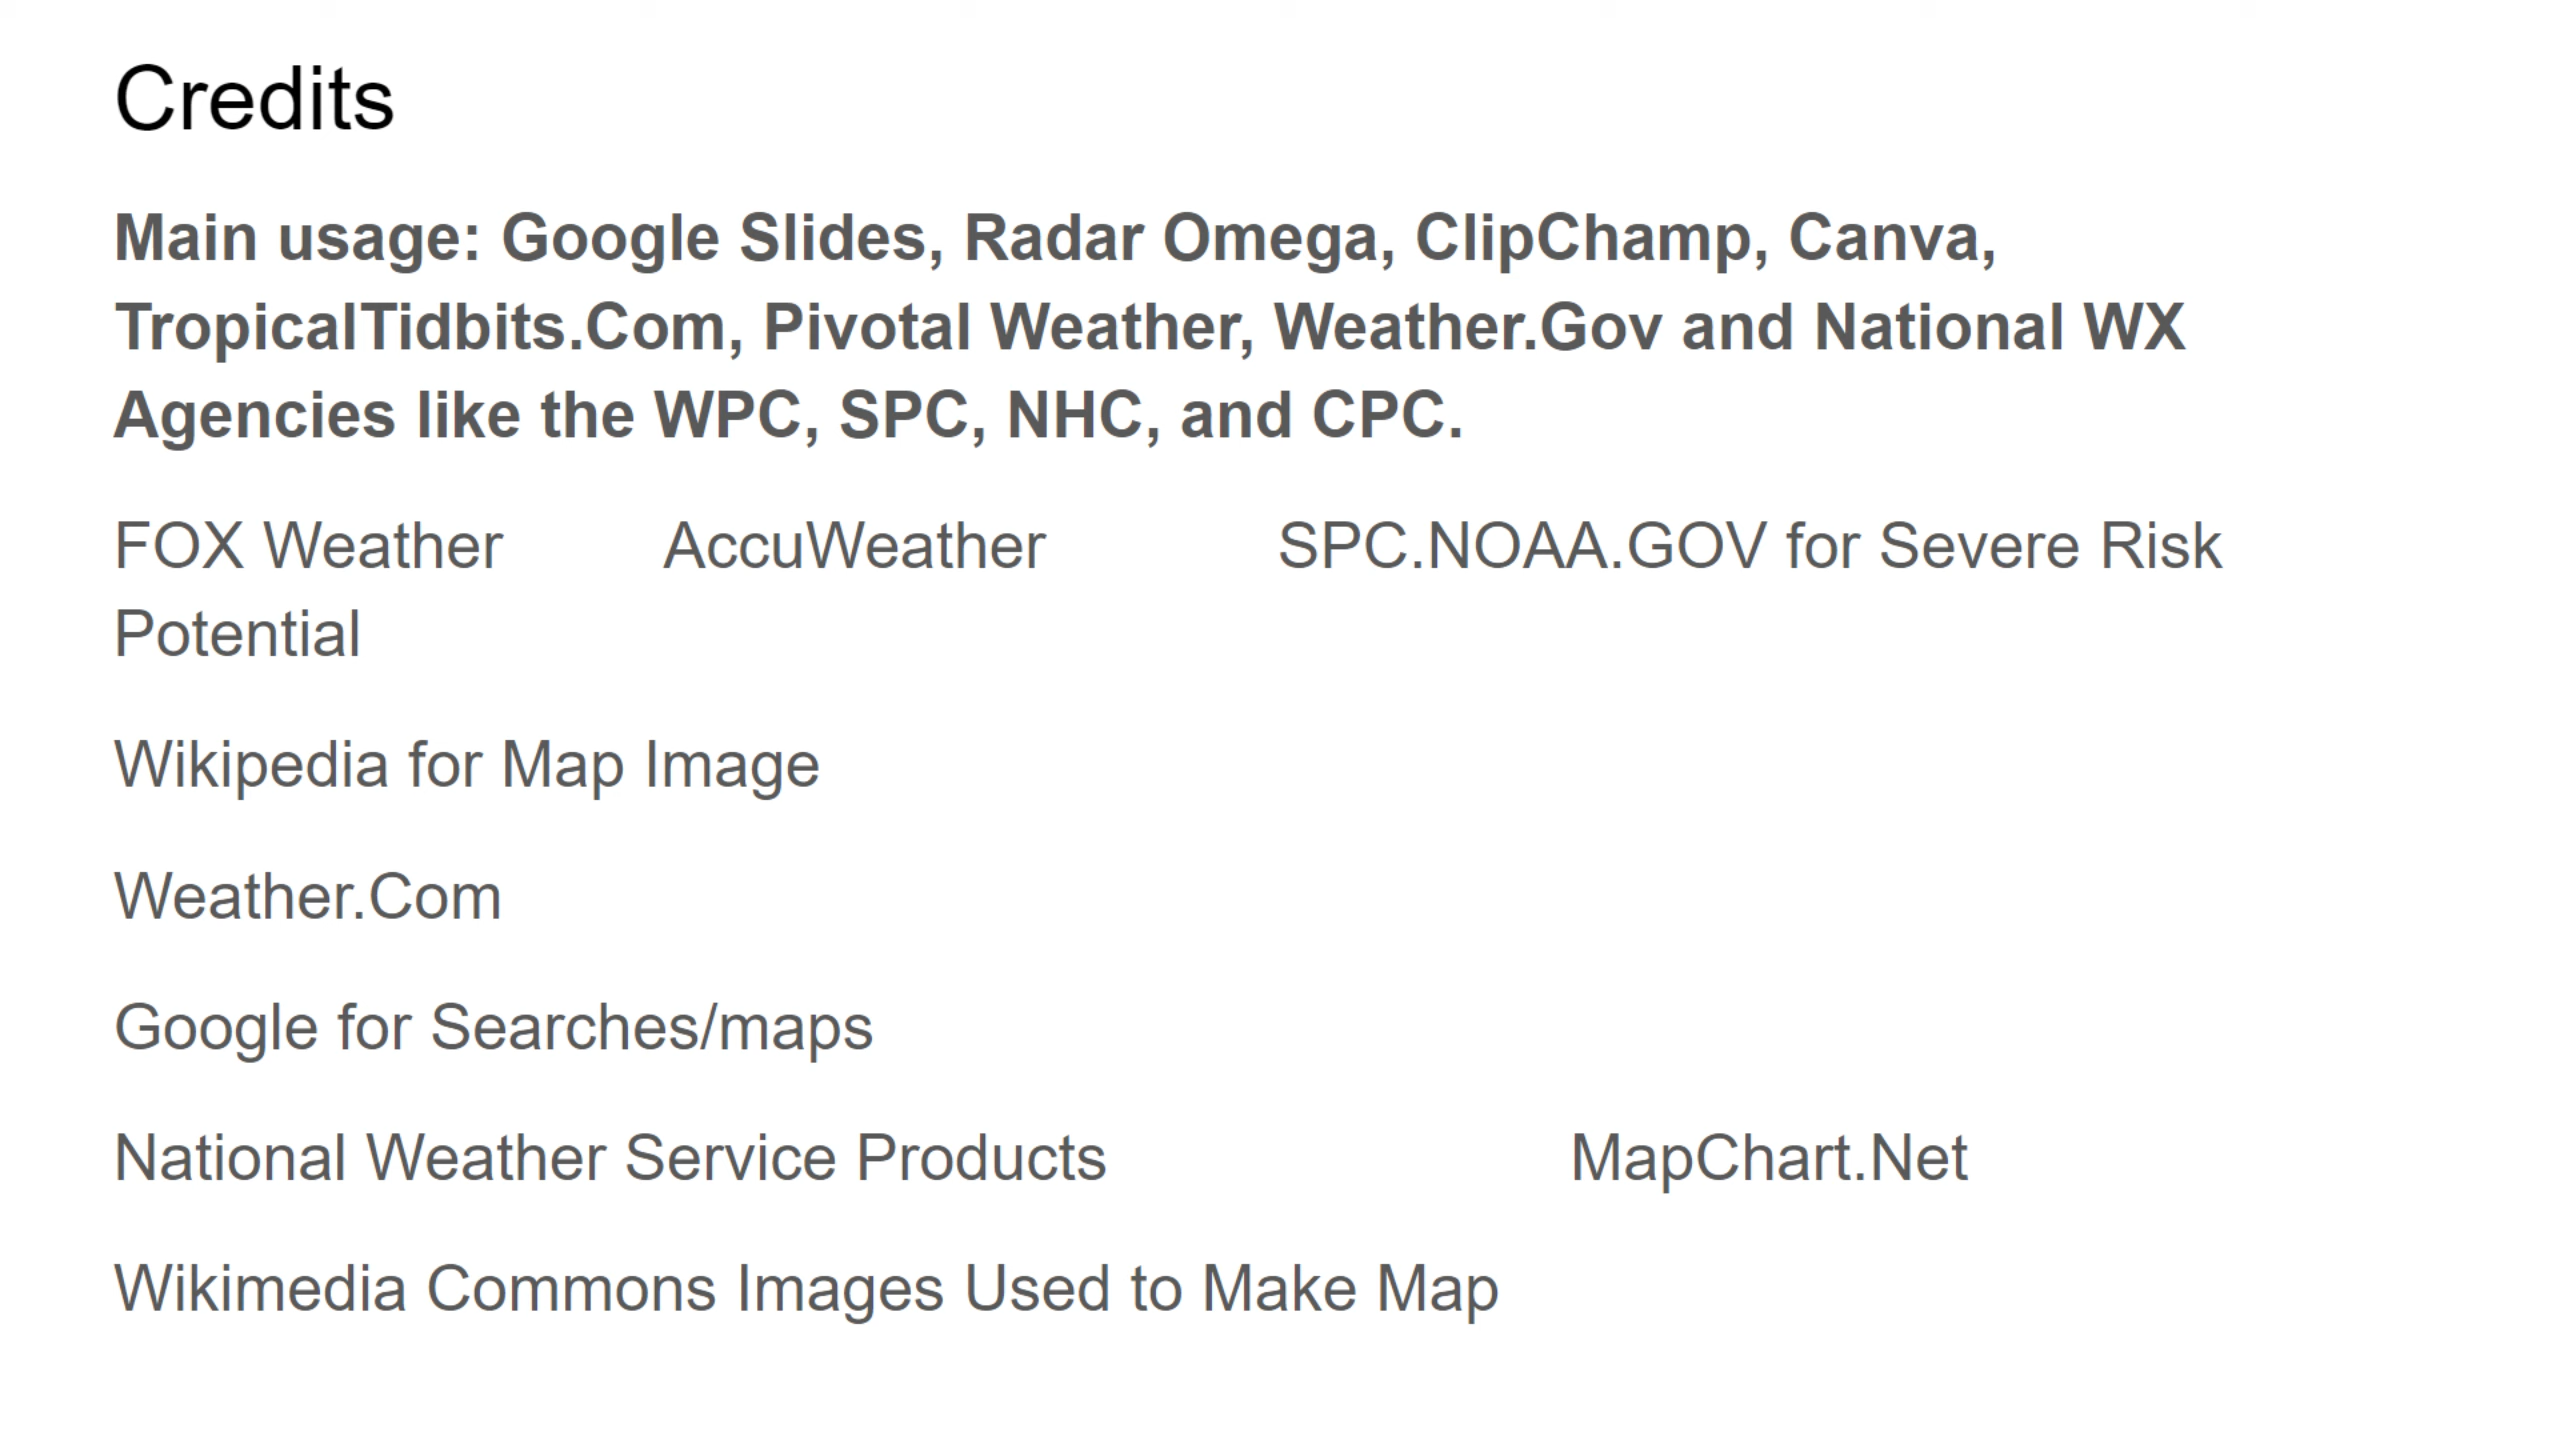 Credits
Main usage: Google Slides, Radar Omega, ClipChamp, Canva,
TropicalTidbits.Com, Pivotal Weather, Weather.Gov and National WX
Agencies like the WPC, SPC, NHC, and CPC.
FOX Weather AccuWeather SPC.NOAA.GOV for Severe Risk
Potential
Wikipedia for Map Image
Weather.Com
Google for Searches/maps
National Weather Service Products MapChart.Net
Wikimedia Commons Images Used to Make Map